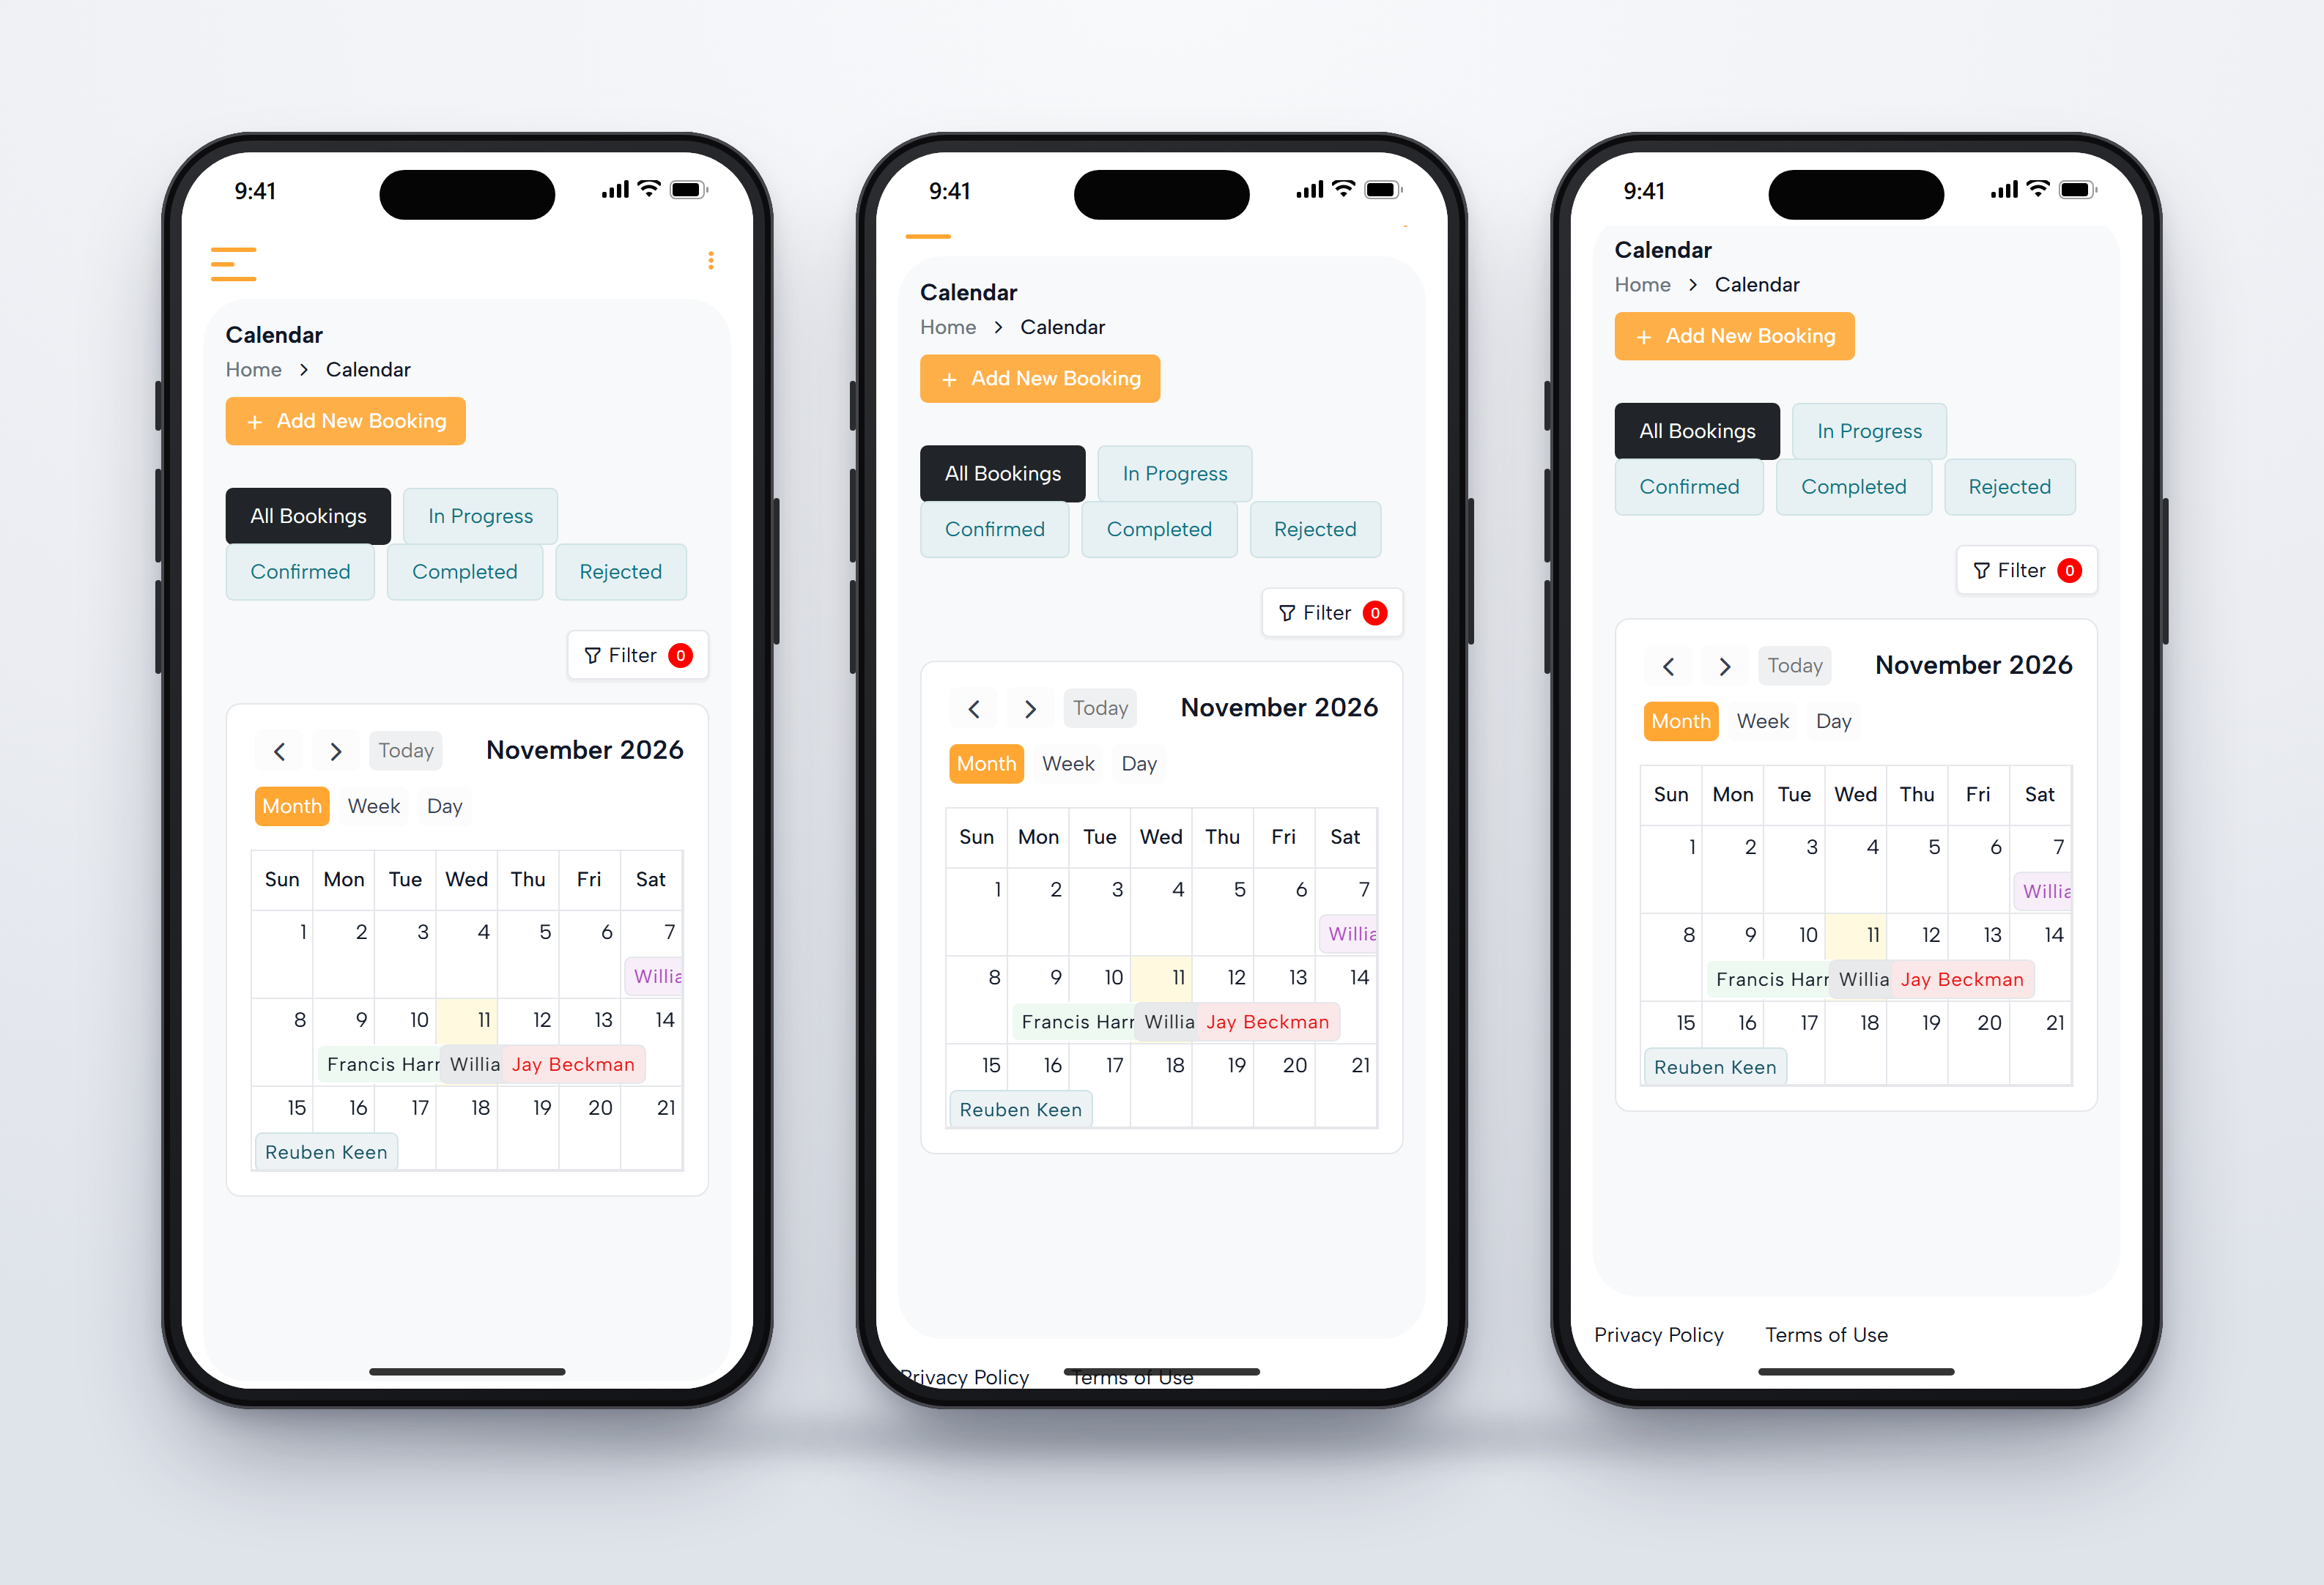 9:41
Calendar
Home > Calendar
+ Add New Booking
All Bookings In Progress
Confirmed Completed Rejected
Filter 0
Today November 2026
Month Week Day
Sun Mon Tue Wed Thu Fri Sat
1 2 3 4 5 6 7
Willia
8 9 10 11 12 13 14
Francis Harr Willia Jay Beckman
15 16 17 18 19 20 21
Reuben Keen
9:41
Calendar
Home > Calendar
+ Add New Booking
All Bookings In Progress
Confirmed Completed Rejected
Filter 0
Today November 2026
Month Week Day
Sun Mon Tue Wed Thu Fri Sat
1 2 3 4 5 6 7
Willia
8 9 10 11 12 13 14
Francis Harr Willia Jay Beckman
15 16 17 18 19 20 21
Reuben Keen
Privacy Policy Terms of Use
9:41
Calendar
Home > Calendar
+ Add New Booking
All Bookings In Progress
Confirmed Completed Rejected
Filter 0
Today November 2026
Month Week Day
Sun Mon Tue Wed Thu Fri Sat
1 2 3 4 5 6 7
Willia
8 9 10 11 12 13 14
Francis Harr Willia Jay Beckman
15 16 17 18 19 20 21
Reuben Keen
Privacy Policy Terms of Use